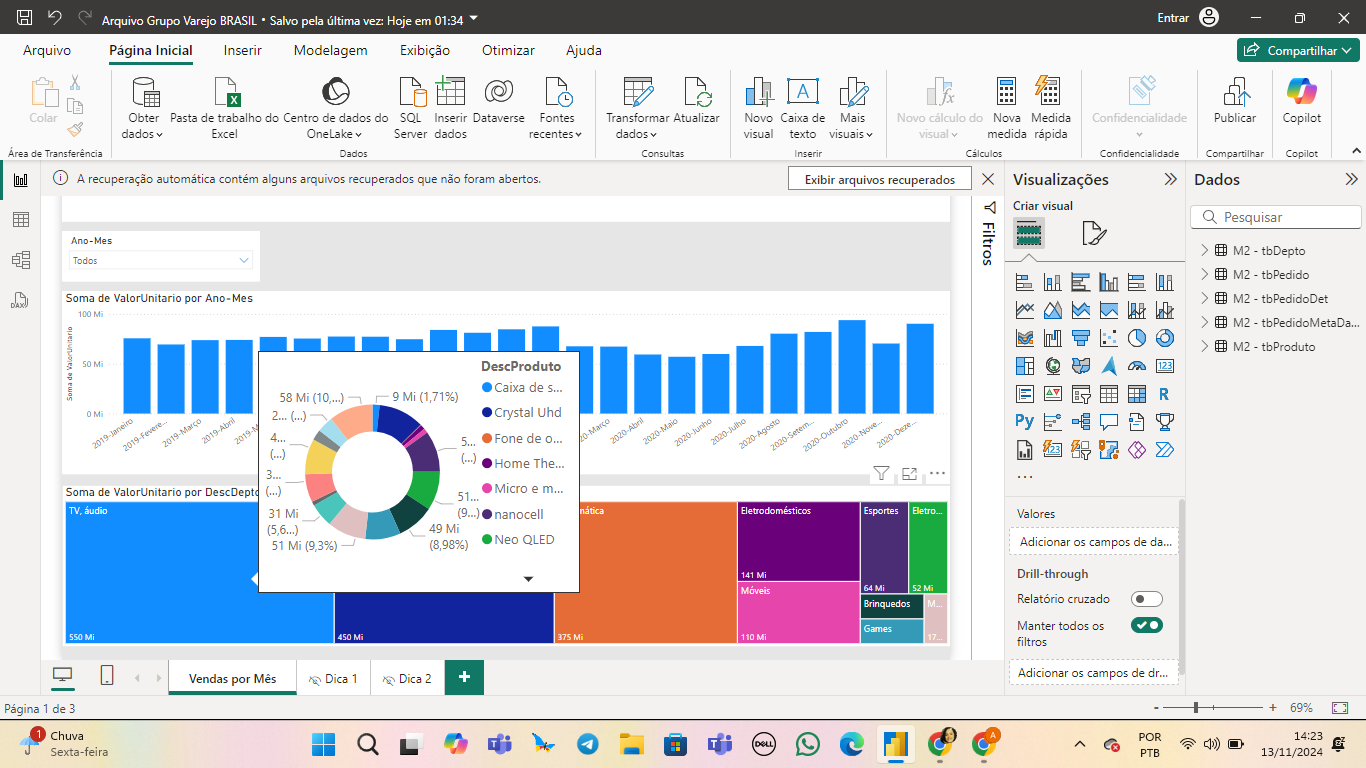 Arquivo Grupo Varejo BRASIL • Salvo pela última vez: Hoje em 01:34
Entrar
Arquivo
Página Inicial
Inserir
Modelagem
Exibição
Otimizar
Ajuda
Compartilhar
Colar
Obter dados
Pasta de trabalho do Excel
Centro de dados do OneLake
SQL Server
Inserir dados
Dataverse
Fontes recentes
Transformar dados
Atualizar
Novo visual
Caixa de texto
Mais visuais
Novo cálculo do visual
Nova medida
Medida rápida
Confidencialidade
Publicar
Copilot
Área de Transferência
Dados
Consultas
Inserir
Cálculos
Confidencialidade
Compartilhar
Copilot
A recuperação automática contém alguns arquivos recuperados que não foram abertos.
Exibir arquivos recuperados
Ano-Mes
Todos
Soma de ValorUnitario por Ano-Mes
Soma de ValorUnitario
100 Mi
50 Mi
0 Mi
2019-Janeiro
2019-Fevere...
2019-Março
2019-Abril
2020-Março
2020-Abril
2020-Maio
2020-Junho
2020-Julho
2020-Agosto
2020-Setem...
2020-Outubro
2020-Nove...
2020-Deze...
DescProduto
Caixa de s...
Crystal Uhd
Fone de o...
Home The...
Micro e m...
nanocell
Neo QLED
58 Mi (10,...)
9 Mi (1,71%)
2... (...)
4... (...)
3... (...)
31 Mi (5,6...)
51 Mi (9,3%)
49 Mi (8,98%)
51... (9...)
5... (...)
Soma de ValorUnitario por DescDepto
TV, áudio
550 Mi
450 Mi
mática
375 Mi
Eletrodomésticos
141 Mi
Móveis
110 Mi
Esportes
64 Mi
Eletro...
52 Mi
Brinquedos
Games
M...
17...
Filtros
Visualizações
Criar visual
DAX
123
R
Py
123
Valores
Adicionar os campos de da...
Drill-through
Relatório cruzado
Manter todos os filtros
Adicionar os campos de dr...
Dados
Pesquisar
M2 - tbDepto
M2 - tbPedido
M2 - tbPedidoDet
M2 - tbPedidoMetaDa...
M2 - tbProduto
Vendas por Mês
Dica 1
Dica 2
Página 1 de 3
69%
1
Chuva
Sexta-feira
DELL
A
POR
PTB
14:23
13/11/2024